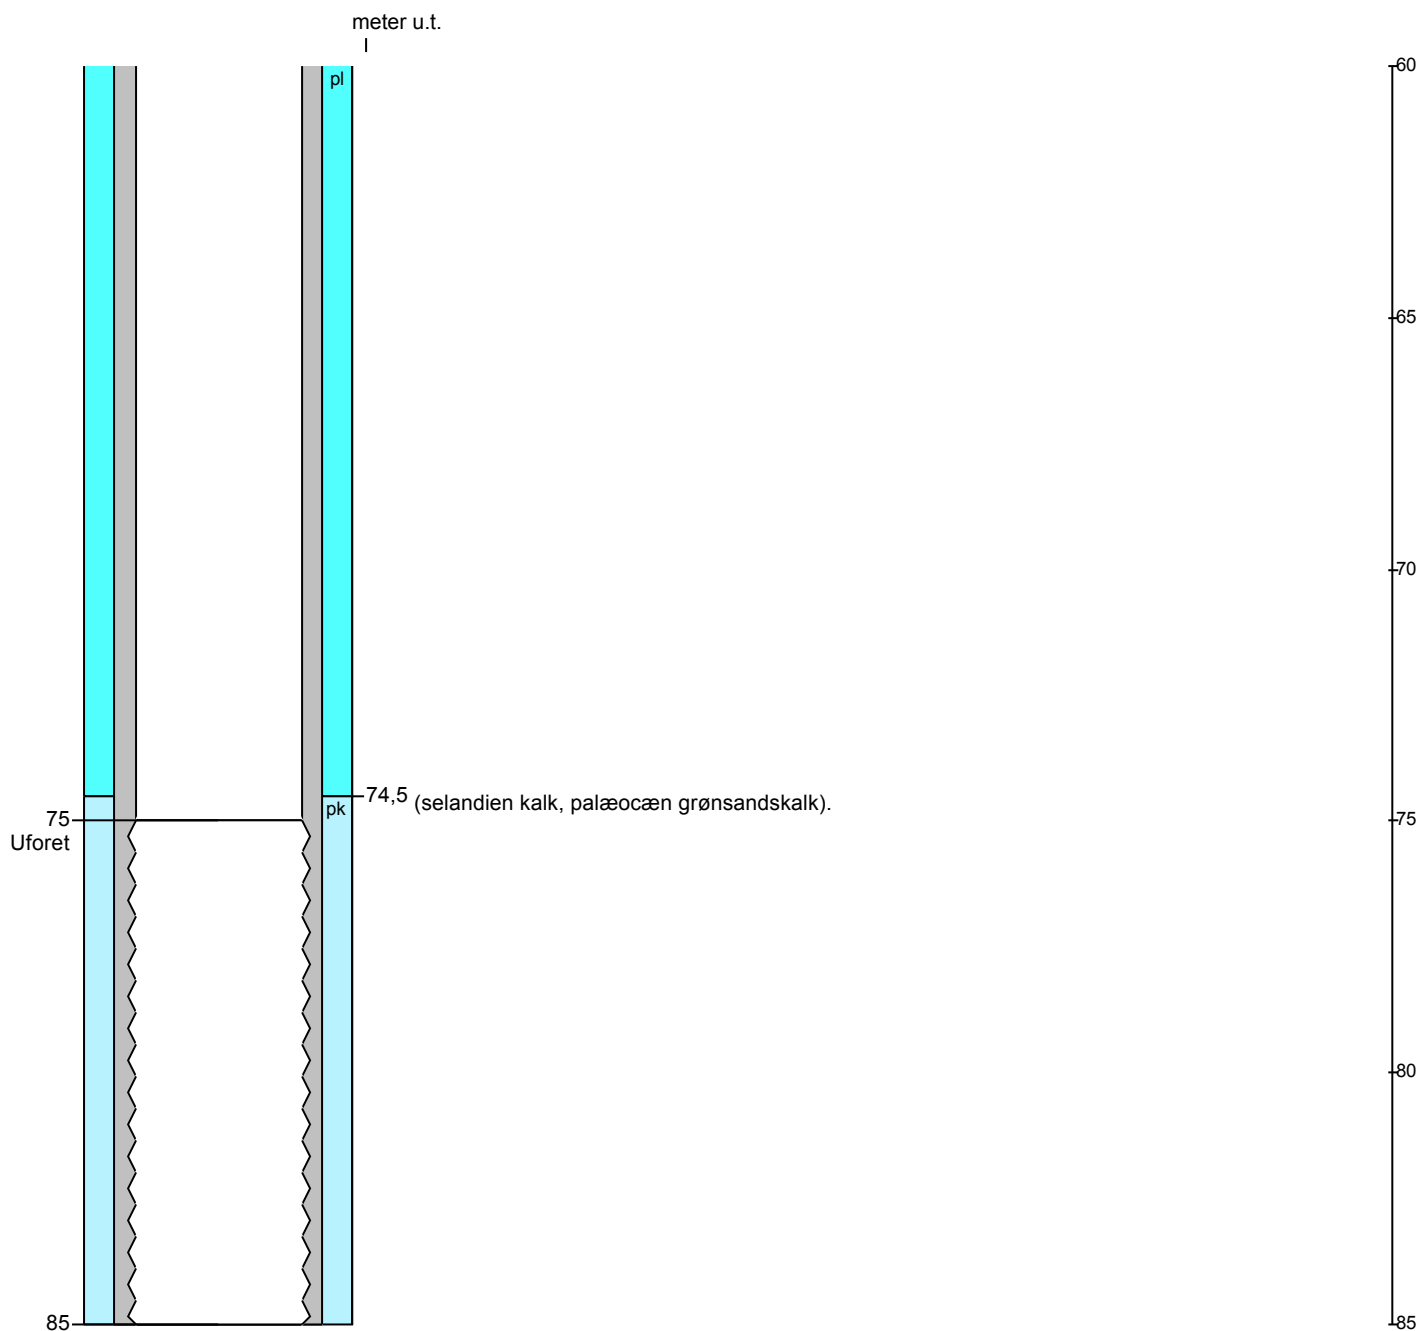 meter u.t.
pl
60
65
70
74,5 (selandien kalk, palæocæn grønsandskalk).
pk
75
75
Uforet
80
85
85